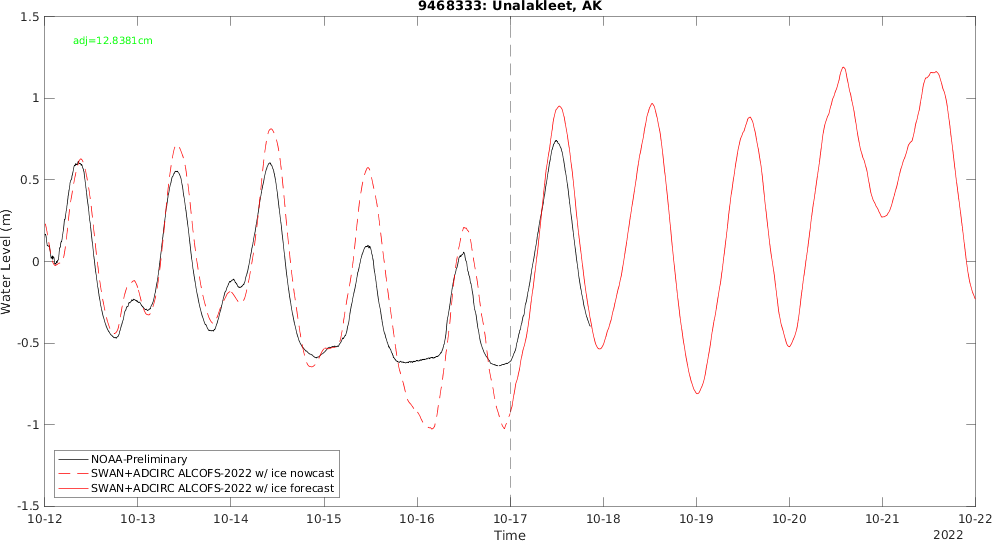 9468333: Unalakleet, AK
adj=12.8381cm
Water Level (m)
1.5
1
0.5
0
-0.5
-1
-1.5
NOAA-Preliminary
SWAN+ADCIRC ALCOFS-2022 w/ ice nowcast
SWAN+ADCIRC ALCOFS-2022 w/ ice forecast
10-12 10-13 10-14 10-15 10-16 10-17 10-18 10-19 10-20 10-21 10-22
Time
2022